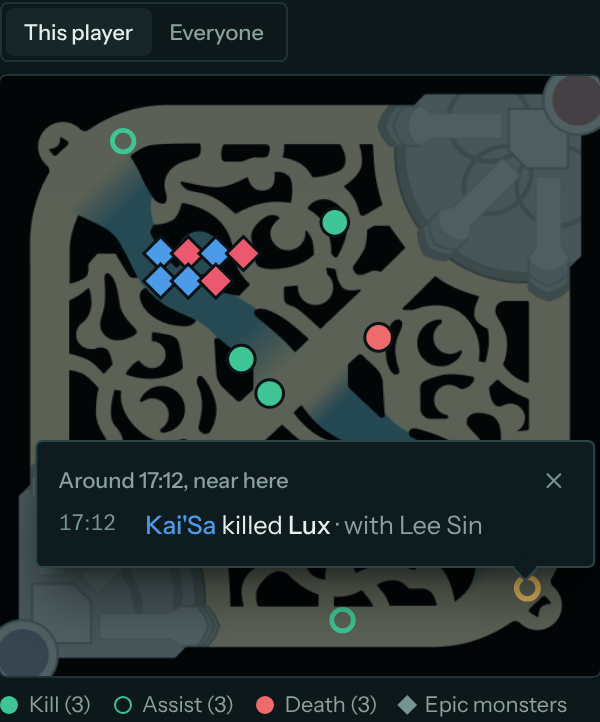 This player Everyone
Around 17:12, near here
17:12 Kai'Sa killed Lux · with Lee Sin
Kill (3) Assist (3) Death (3) Epic monsters